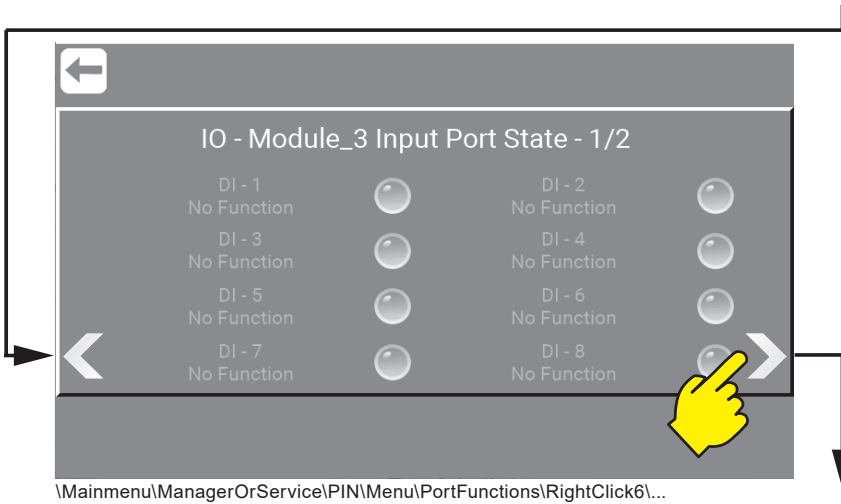 IO - Module_3 Input Port State - 1/2
DI - 1
No Function
DI - 2
No Function
DI - 3
No Function
DI - 4
No Function
DI - 5
No Function
DI - 6
No Function
DI - 7
No Function
DI - 8
No Function
\Mainmenu\ManagerOrService\PIN\Menu\PortFunctions\RightClick6\...